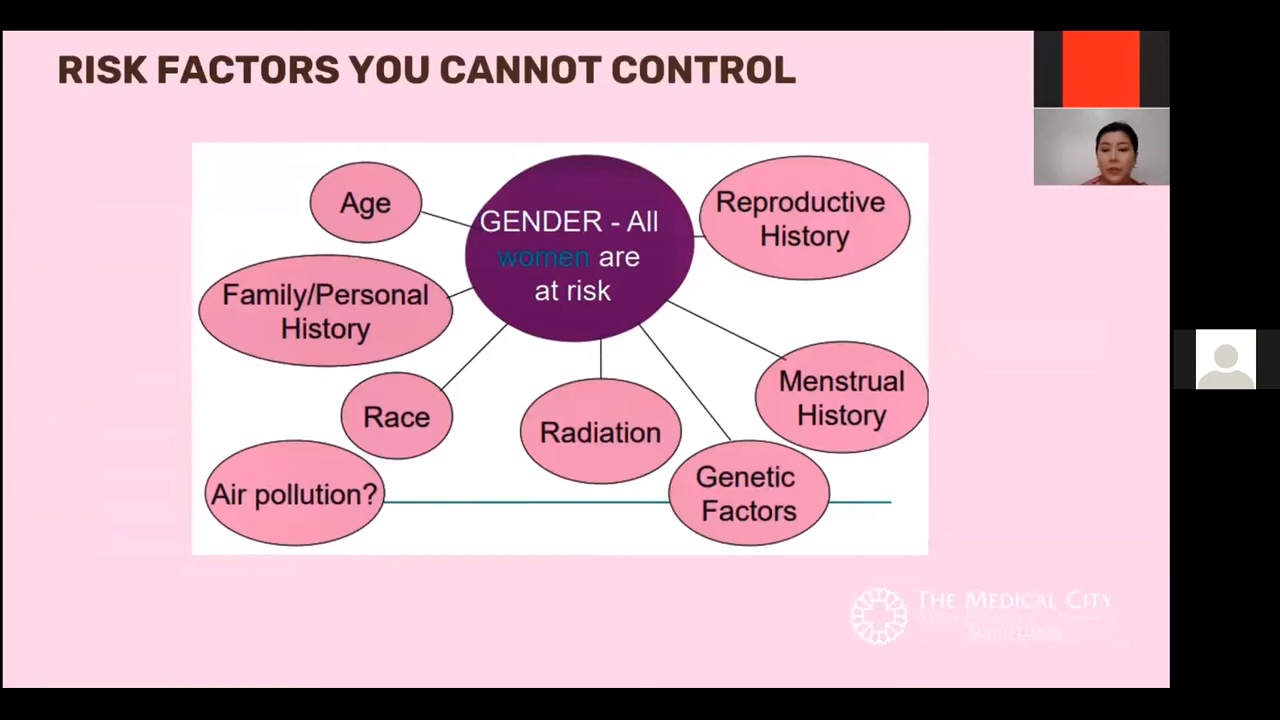 RISK FACTORS YOU CANNOT CONTROL
Age
GENDER - All
women are
at risk
Reproductive
History
Family/Personal
History
Race
Radiation
Menstrual
History
Air pollution?
Genetic
Factors
THE MEDICAL CITY
SOUTH LUZON